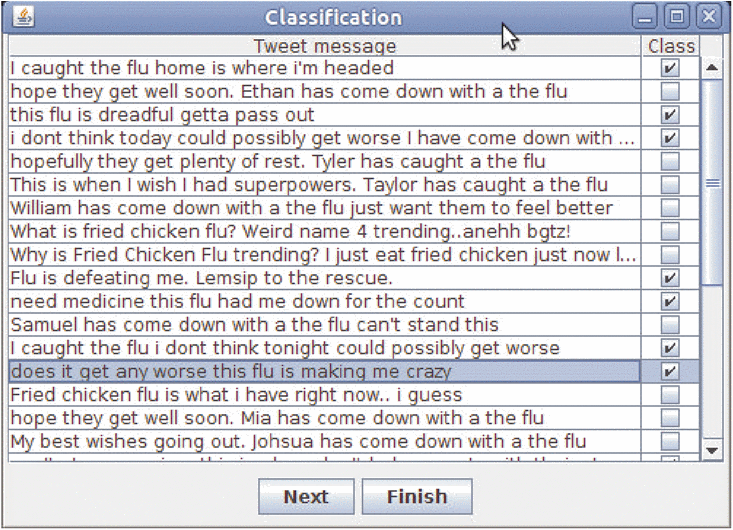 Classification
Tweet message Class
I caught the flu home is where i'm headed
hope they get well soon. Ethan has come down with a the flu
this flu is dreadful getta pass out
i dont think today could possibly get worse I have come down with ...
hopefully they get plenty of rest. Tyler has caught a the flu
This is when I wish I had superpowers. Taylor has caught a the flu
William has come down with a the flu just want them to feel better
What is fried chicken flu? Weird name 4 trending..anehh bgtz!
Why is Fried Chicken Flu trending? I just eat fried chicken just now l...
Flu is defeating me. Lemsip to the rescue.
need medicine this flu had me down for the count
Samuel has come down with a the flu can't stand this
I caught the flu i dont think tonight could possibly get worse
does it get any worse this flu is making me crazy
Fried chicken flu is what i have right now.. i guess
hope they get well soon. Mia has come down with a the flu
My best wishes going out. Johsua has come down with a the flu
Next Finish